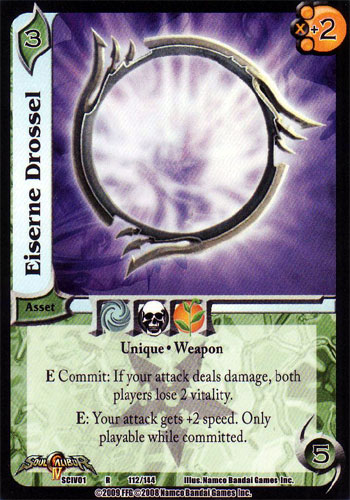 3
X+2
Eiserne Drossel
Asset
Unique • Weapon
E Commit: If your attack deals damage, both
players lose 2 vitality.
E: Your attack gets +2 speed. Only
playable while committed.
5
SOULCALIBUR
IV
SCIV01 R 112/144 Illus. Namco Bandai Games Inc.
©2009 FFG ©2008 Namco Bandai Games Inc.